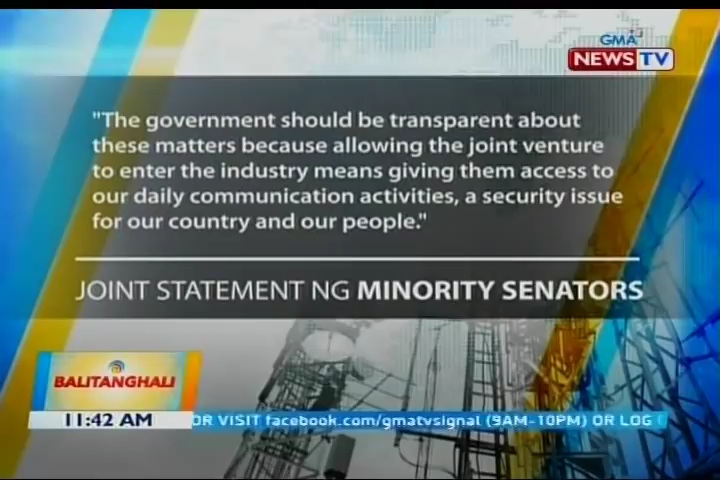 GMA
NEWS TV
"The government should be transparent about
these matters because allowing the joint venture
to enter the industry means giving them access to
our daily communication activities, a security issue
for our country and our people."
JOINT STATEMENT NG MINORITY SENATORS
BALITANGHALI
11:42 AM
OR VISIT facebook.com/gmatvsignal (9AM-10PM) OR LOG